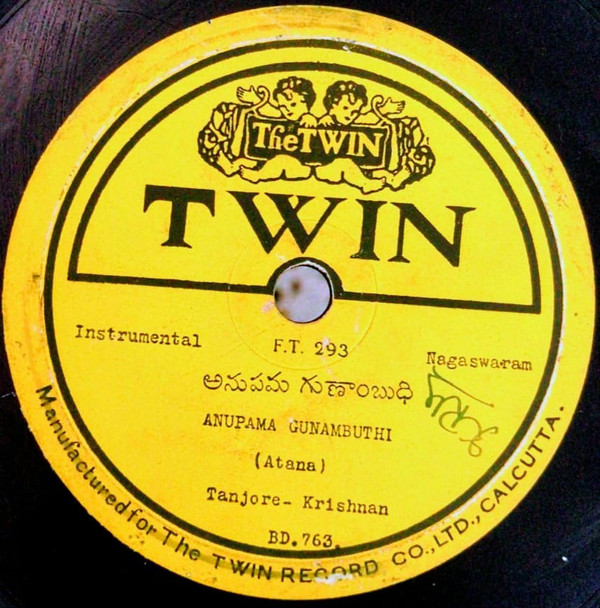 The TWIN
TWIN
Instrumental
F.T. 293
Nagaswaram
అనుపమ గుణాంబుధి
ANUPAMA GUNAMBUTHI
(Atana)
Tanjore- Krishnan
BD.763.
Manufactured for The TWIN RECORD CO., LTD., CALCUTTA.